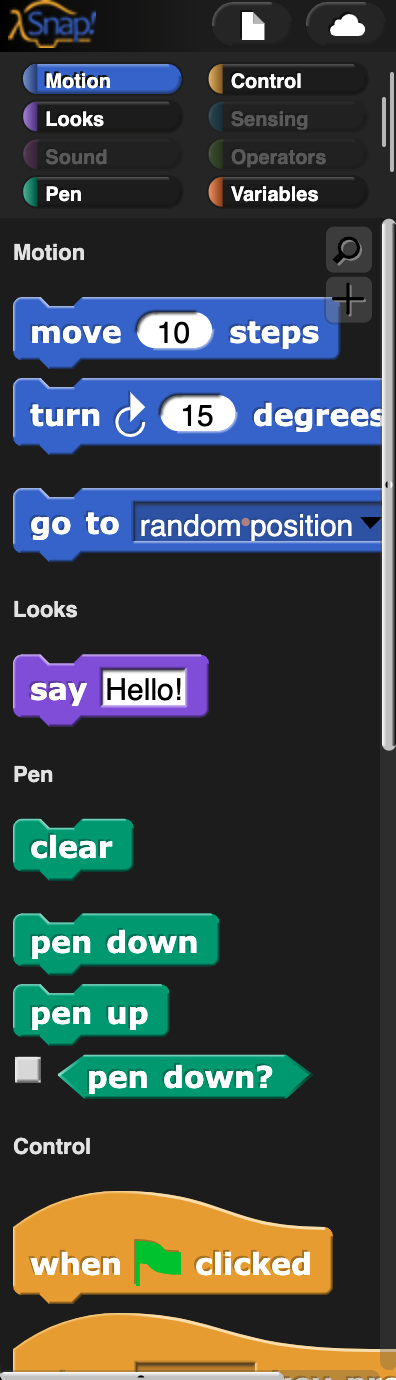 Snap!
Motion Control
Looks Sensing
Sound Operators
Pen Variables
Motion
move 10 steps
turn 15 degrees
go to random position
Looks
say Hello!
Pen
clear
pen down
pen up
pen down?
Control
when clicked